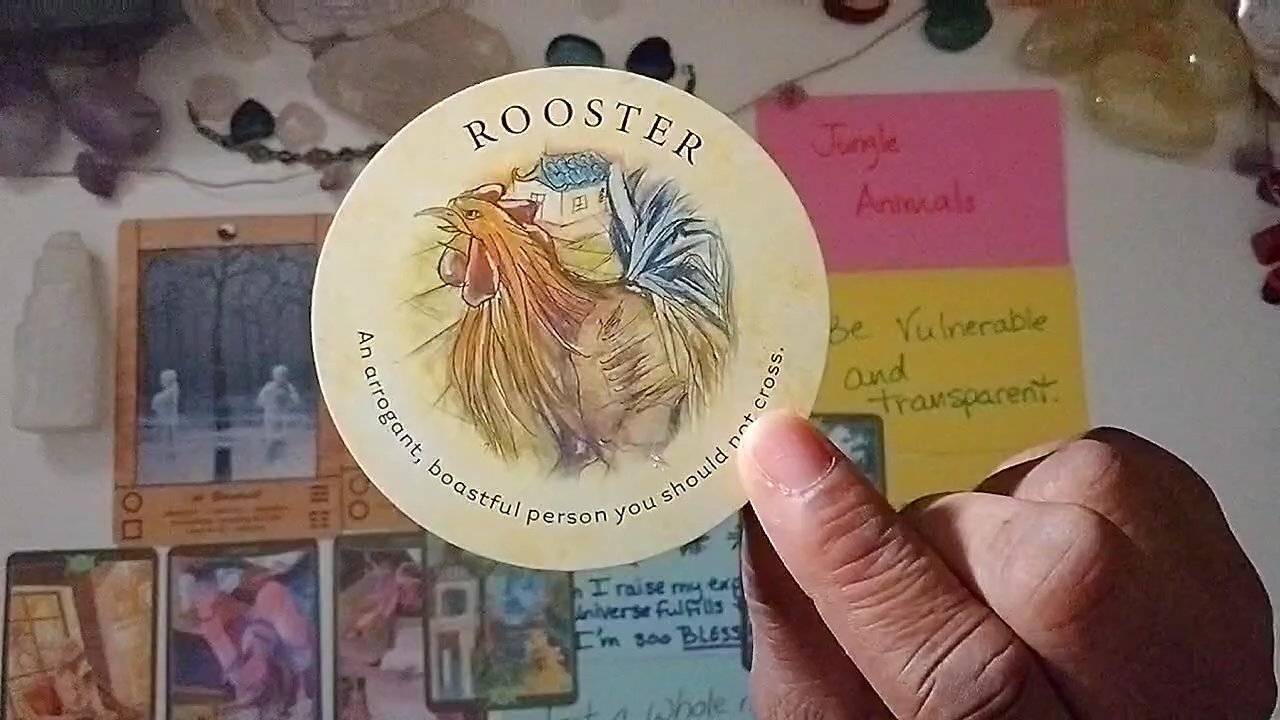 ROOSTER
An arrogant, boastful person you should not cross.
Jungle
Animals
Be Vulnerable
and
transparent.
I raise my
universe fulfills
I'm soo BLESS
a whole